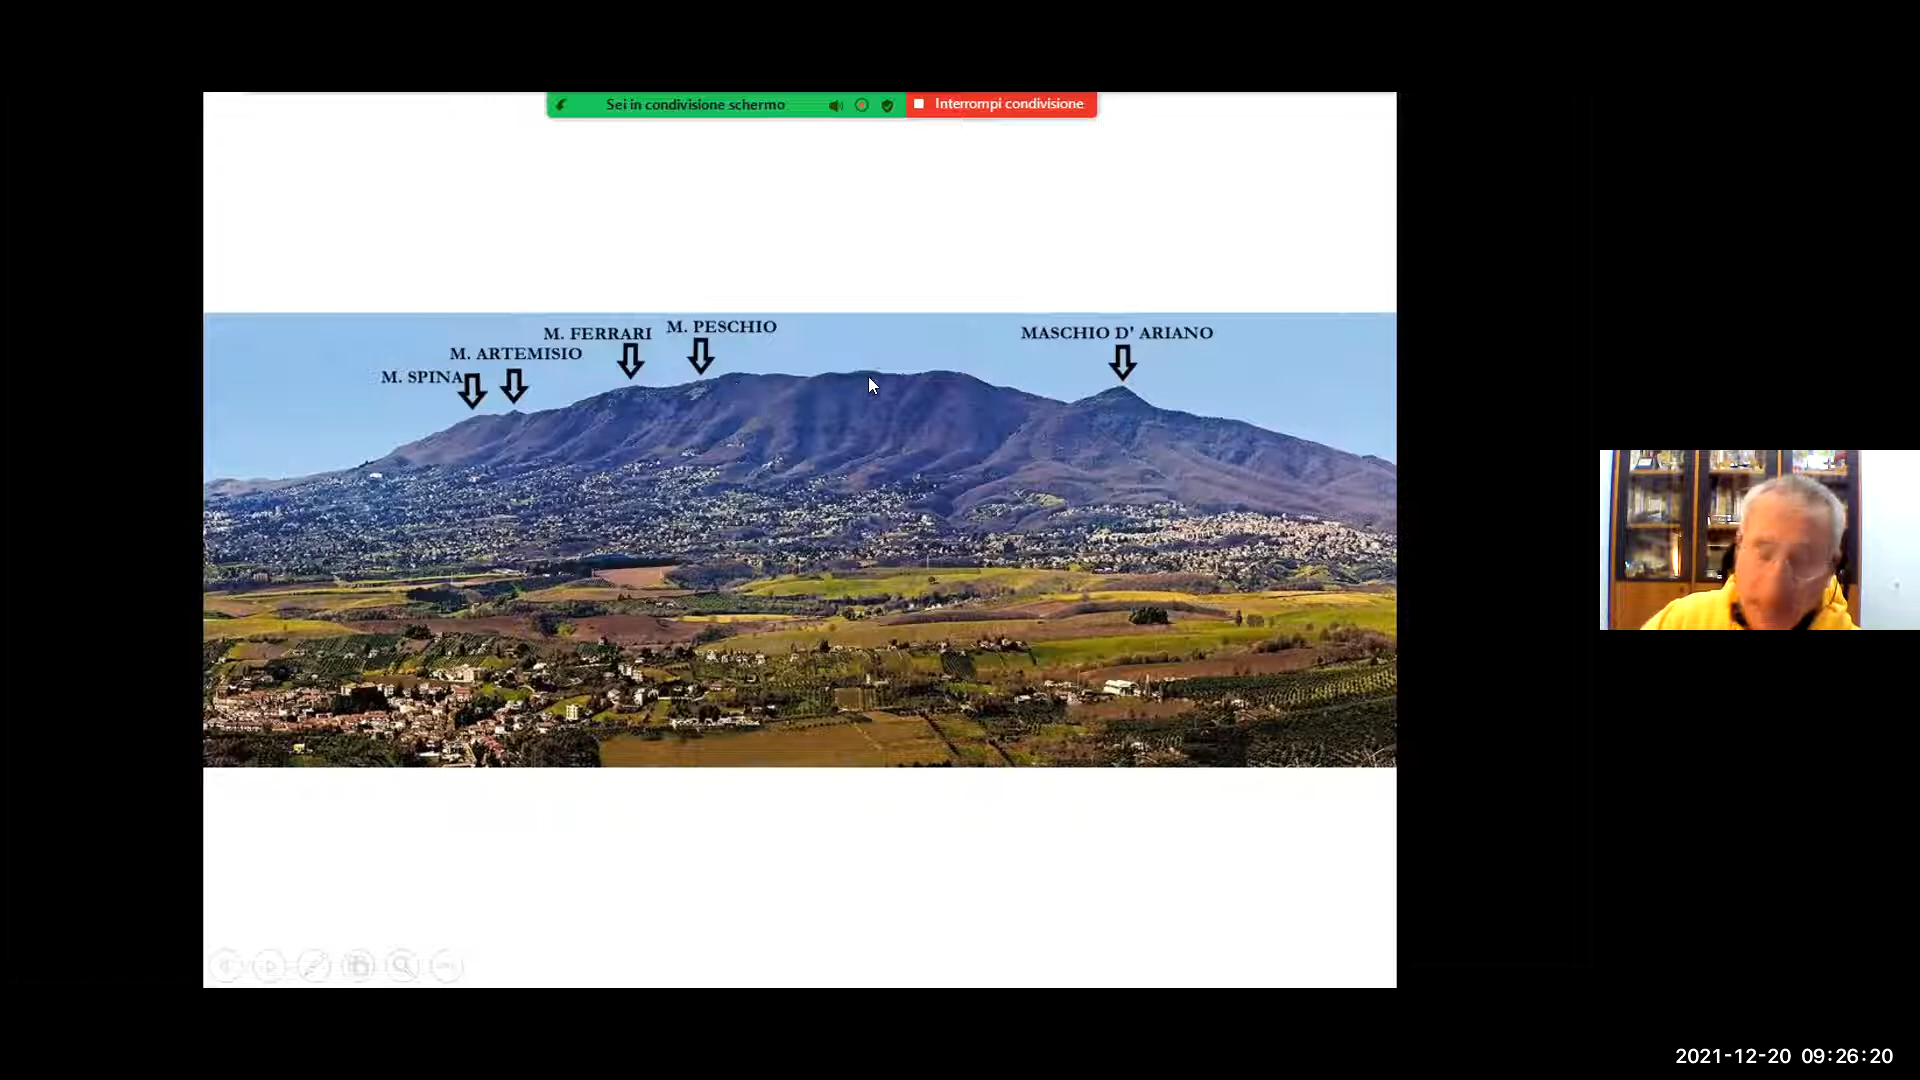 Sei in condivisione schermo
Interrompi condivisione
M. FERRARI
M. PESCHIO
MASCHIO D' ARIANO
M. ARTEMISIO
M. SPINA
2021-12-20 09:26:20